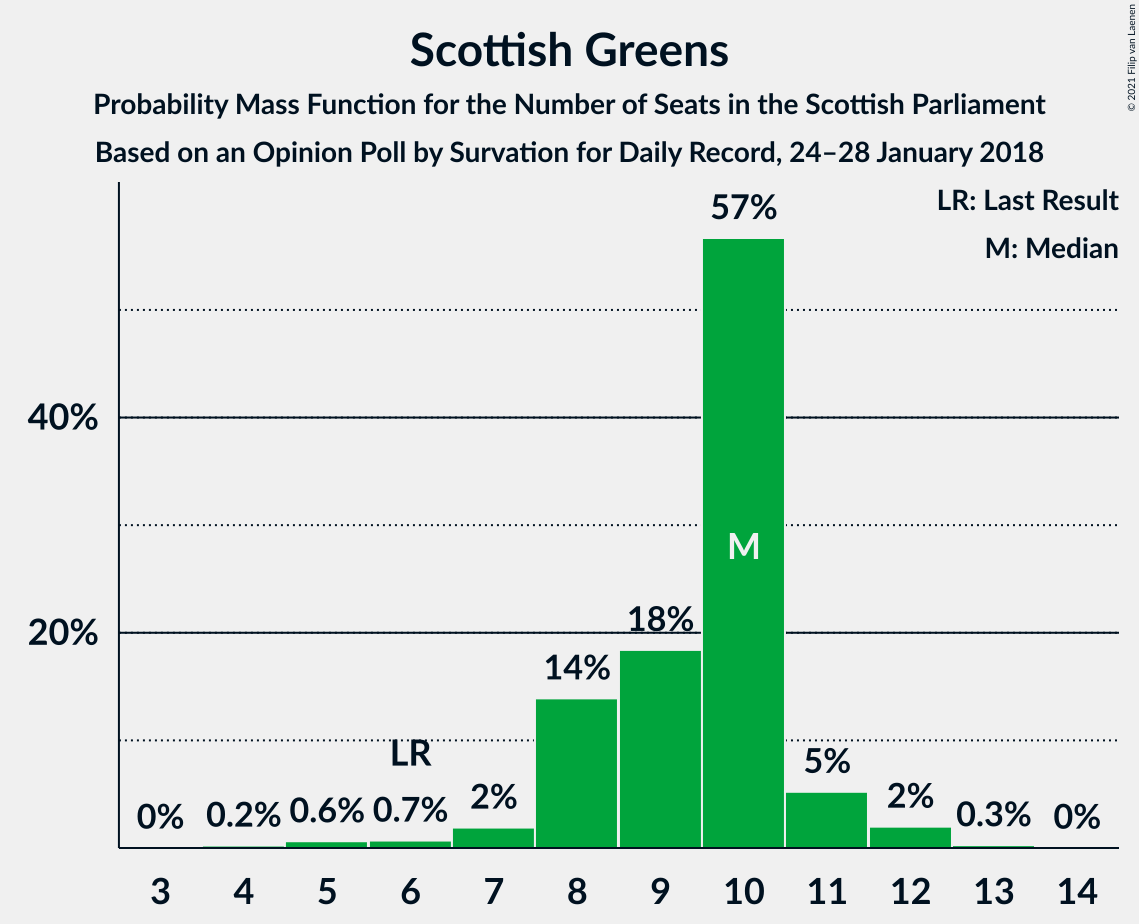 Scottish Greens
Probability Mass Function for the Number of Seats in the Scottish Parliament
Based on an Opinion Poll by Survation for Daily Record, 24–28 January 2018
© 2021 Filip van Laenen
LR: Last Result
M: Median
57%
40%
M
20%
18%
14%
LR
5%
0% 0.2% 0.6% 0.7% 2% 2% 0.3% 0%
3 4 5 6 7 8 9 10 11 12 13 14